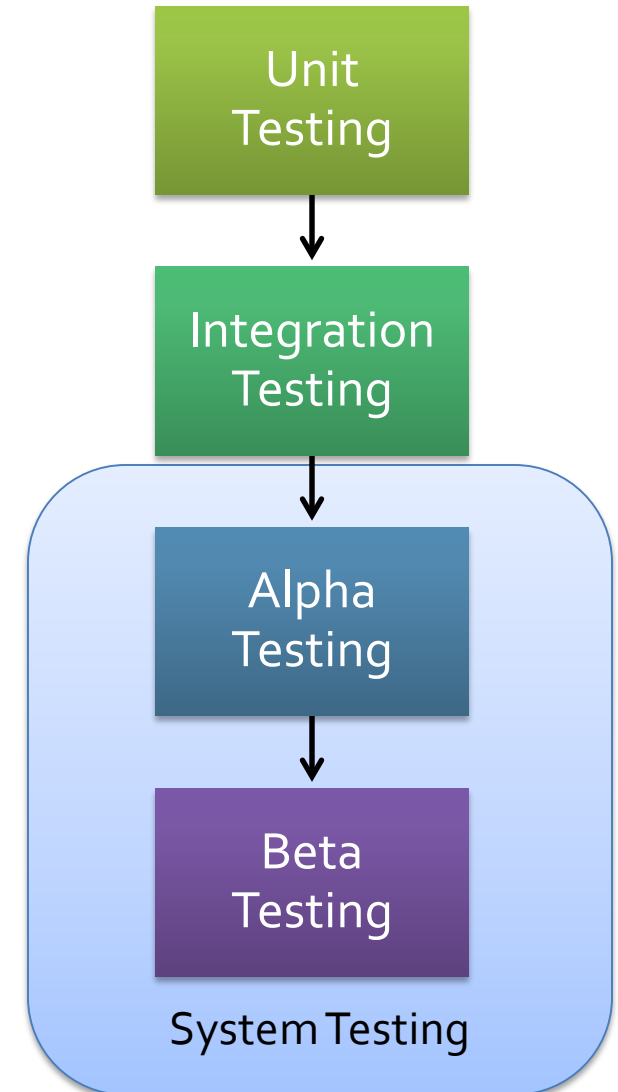 Unit
Testing
Integration
Testing
Alpha
Testing
Beta
Testing
System Testing